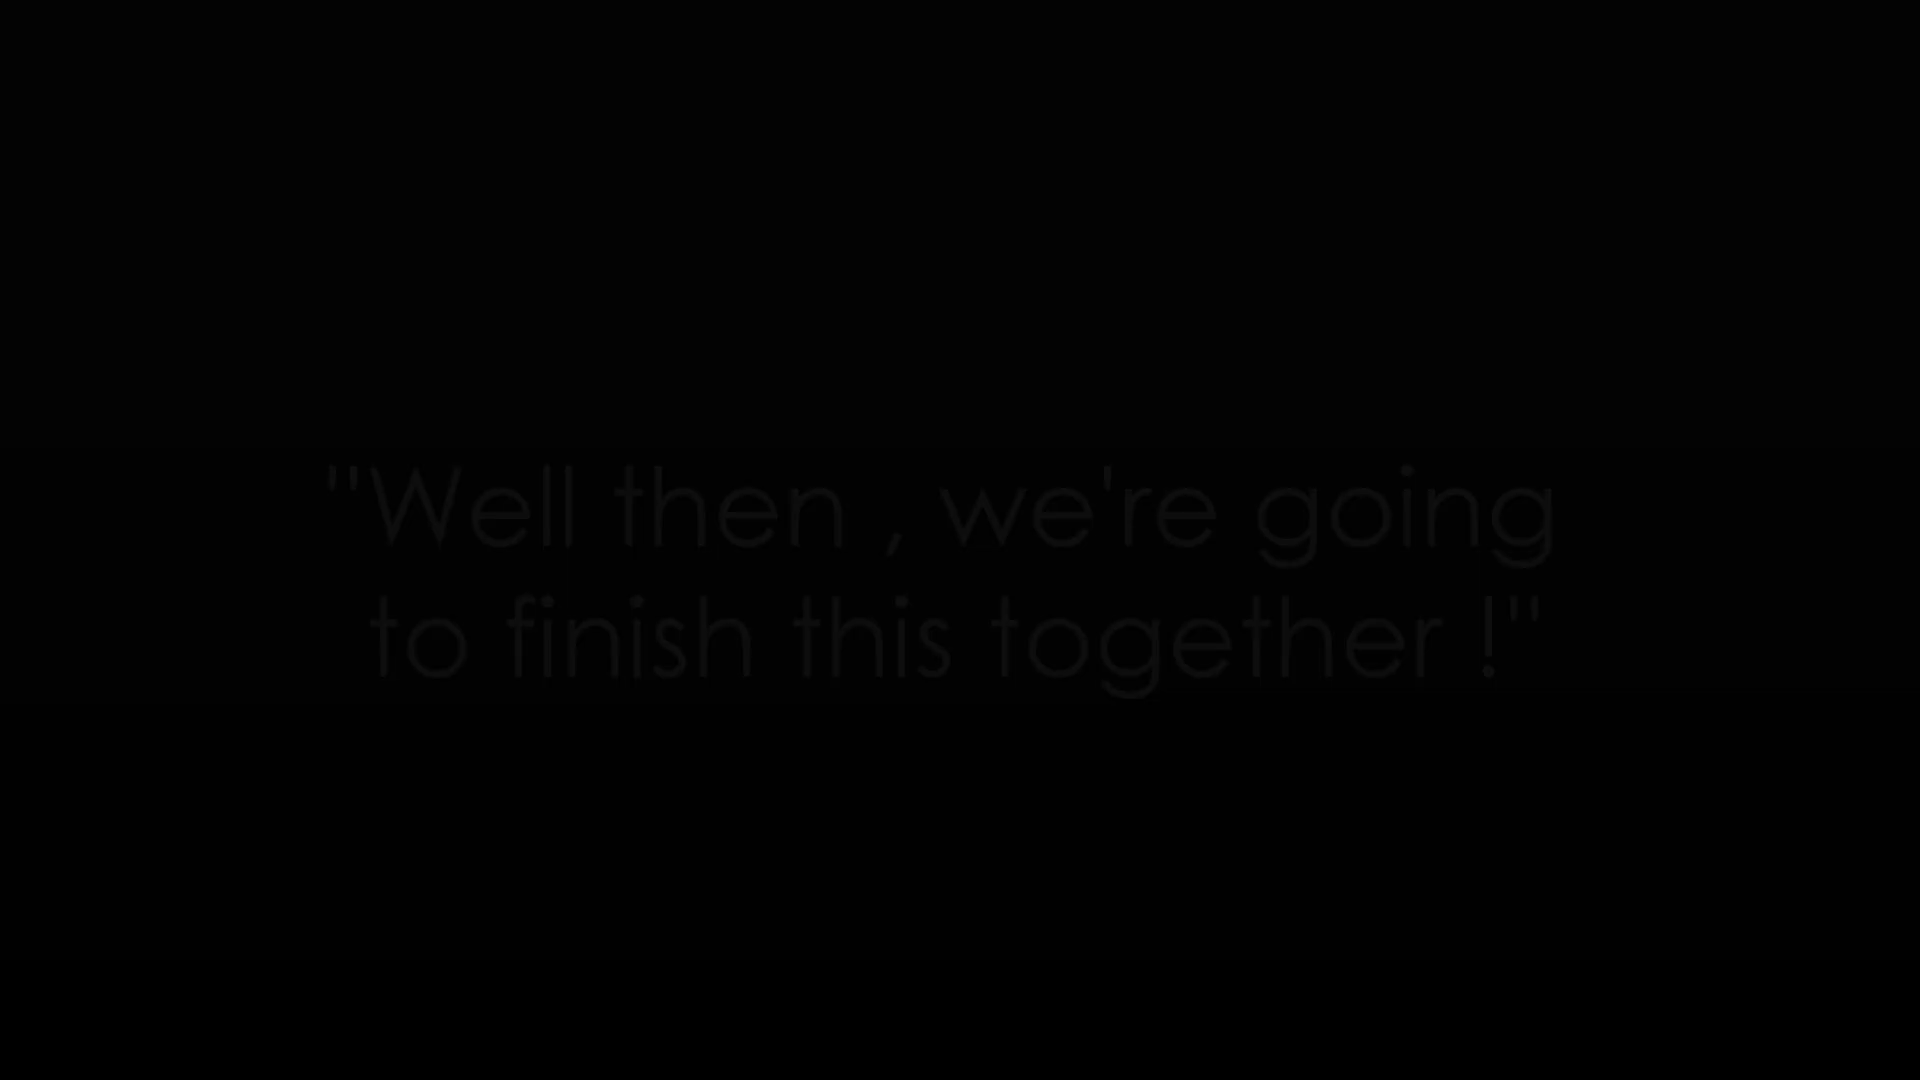 "Well then , we're going
to finish this together !"